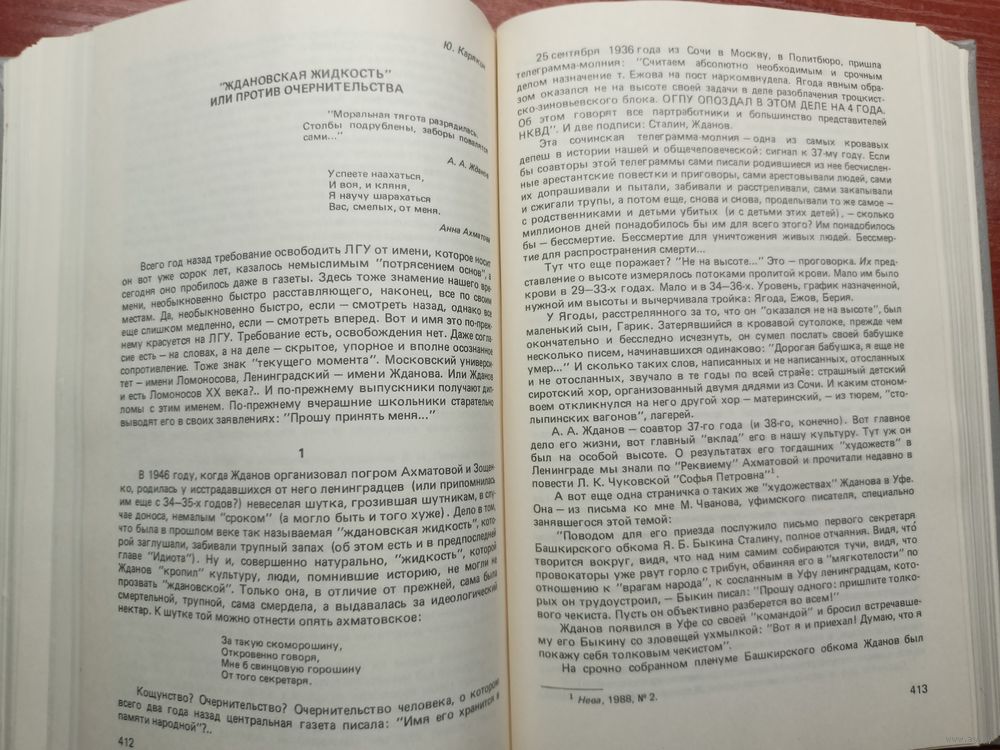 Ю. Карякин
"ЖДАНОВСКАЯ ЖИДКОСТЬ"
ИЛИ ПРОТИВ ОЧЕРНИТЕЛЬСТВА
"Моральная тягота разрядилась.
Столбы подрублены, заборы повалятся
сами..."
А. А. Жданов
Успеете наахаться,
И воя, и кляня,
Я научу шарахаться
Вас, смелых, от меня.
Анна Ахматова
Всего год назад требование освободить ЛГУ от имени, которое носит
он вот уже сорок лет, казалось немыслимым "потрясением основ", а
сегодня оно пробилось даже в газеты. Здесь тоже знамение нашего вре-
мени, необыкновенно быстро расставляющего, наконец, все по своим
местам. Да, необыкновенно быстро, если — смотреть назад, однако все
еще слишком медленно, если — смотреть вперед. Вот и имя это по-преж-
нему красуется на ЛГУ. Требование есть, освобождения нет. Даже согла-
сие есть — на словах, а на деле — скрытое, упорное и вполне осознанное
сопротивление. Тоже знак "текущего момента". Московский универси-
тет — имени Ломоносова, Ленинградский — имени Жданова. Или Жданов
и есть Ломоносов XX века?.. И по-прежнему выпускники получают дип-
ломы с этим именем. По-прежнему вчерашние школьники старательно
выводят его в своих заявлениях: "Прошу принять меня..."
1
В 1946 году, когда Жданов организовал погром Ахматовой и Зощен-
ко, родилась у исстрадавшихся от него ленинградцев (или припомнилась
им еще с 34—35-х годов?) невеселая шутка, грозившая шутникам, в слу-
чае доноса, немалым "сроком" (а могло быть и того хуже). Дело в том,
что была в прошлом веке так называемая "ждановская жидкость", кото-
рой заглушали, забивали трупный запах (об этом есть и в предпоследней
главе "Идиота"). Ну и, совершенно натурально, "жидкость", которой
Жданов "кропил" культуру, люди, помнившие историю, не могли не
прозвать "ждановской". Только она, в отличие от прежней, сама была
смертельной, трупной, сама смердела, а выдавалась за идеологический
нектар. К шутке той можно отнести опять ахматовское:
За такую скоморошину,
Откровенно говоря,
Мне б свинцовую горошину
От того секретаря.
Кощунство? Очернительство? Очернительство человека, о котором
всего два года назад центральная газета писала: "Имя его хранится в
памяти народной"?..
412
25 сентября 1936 года из Сочи в Москву, в Политбюро, пришла
телеграмма-молния: "Считаем абсолютно необходимым и срочным
делом назначение т. Ежова на пост наркомвнудела. Ягода явным обра-
зом оказался не на высоте своей задачи в деле разоблачения троцкист-
ско-зиновьевского блока. ОГПУ ОПОЗДАЛ В ЭТОМ ДЕЛЕ НА 4 ГОДА.
Об этом говорят все партработники и большинство представителей
НКВД". И две подписи: Сталин, Жданов.
Эта сочинская телеграмма-молния — одна из самых кровавых
депеш в истории нашей и общечеловеческой: сигнал к 37-му году. Если
бы соавторы этой телеграммы сами писали родившиеся из нее бесчислен-
ные арестантские повестки и приговоры, сами арестовывали людей, сами
их допрашивали и пытали, забивали и расстреливали, сами закапывали
и сжигали трупы, а потом еще, снова и снова, проделывали то же самое —
с родственниками и детьми убитых (и с детьми этих детей), — сколько
миллионов дней понадобилось бы им для всего этого? Им понадобилось
бы — бессмертие. Бессмертие для уничтожения живых людей. Бессмер-
тие для распространения смерти...
Тут что еще поражает? "Не на высоте..." Это — проговорка. Их пред-
ставление о высоте измерялось потоками пролитой крови. Мало им было
крови в 29—33-х годах. Мало и в 34—36-х. Уровень, график назначенной,
нужной им высоты и вычерчивала тройка: Ягода, Ежов, Берия.
У Ягоды, расстрелянного за то, что он "оказался не на высоте", был
маленький сын, Гарик. Затерявшийся в кровавой сутолоке, прежде чем
окончательно и бесследно исчезнуть, он сумел послать своей бабушке
несколько писем, начинавшихся одинаково: "Дорогая бабушка, я еще не
умер..." И сколько таких слов, написанных и не написанных, отосланных
и не отосланных, звучало в те годы по всей стране: страшный детский
сиротский хор, организованный двумя дядями из Сочи. И каким стоном-
воем откликнулся на него другой хор — материнский, — из тюрем, "сто-
лыпинских вагонов", лагерей.
А. А. Жданов — соавтор 37-го года (и 38-го, конечно). Вот главное
дело его жизни, вот главный "вклад" его в нашу культуру. Тут уж он
был на особой высоте. О результатах его тогдашних "художеств" в
Ленинграде мы знали по "Реквиему" Ахматовой и прочитали недавно в
повести Л. К. Чуковской "Софья Петровна"¹.
А вот еще одна страничка о таких же "художествах" Жданова в Уфе.
Она — из письма ко мне М. Чванова, уфимского писателя, специально
занявшегося этой темой:
"Поводом для его приезда послужило письмо первого секретаря
Башкирского обкома Я. Б. Быкина Сталину, полное отчаяния. Видя, что
творится вокруг, видя, что над ним самим собираются тучи, видя, что
провокаторы уже рвут горло с трибун, обвиняя его в "мягкотелости" по
отношению к "врагам народа", к сосланным в Уфу ленинградцам, кото-
рых он трудоустроил, — Быкин писал: "Прошу одного: пришлите толко-
вого чекиста. Пусть он объективно разберется во всем!"
Жданов появился в Уфе со своей "командой" и бросил встречавше-
му его Быкину со зловещей ухмылкой: "Вот я и приехал! Думаю, что я
покажу себя толковым чекистом".
На срочно собранном пленуме Башкирского обкома Жданов был
¹ Нева, 1988, № 2.
413